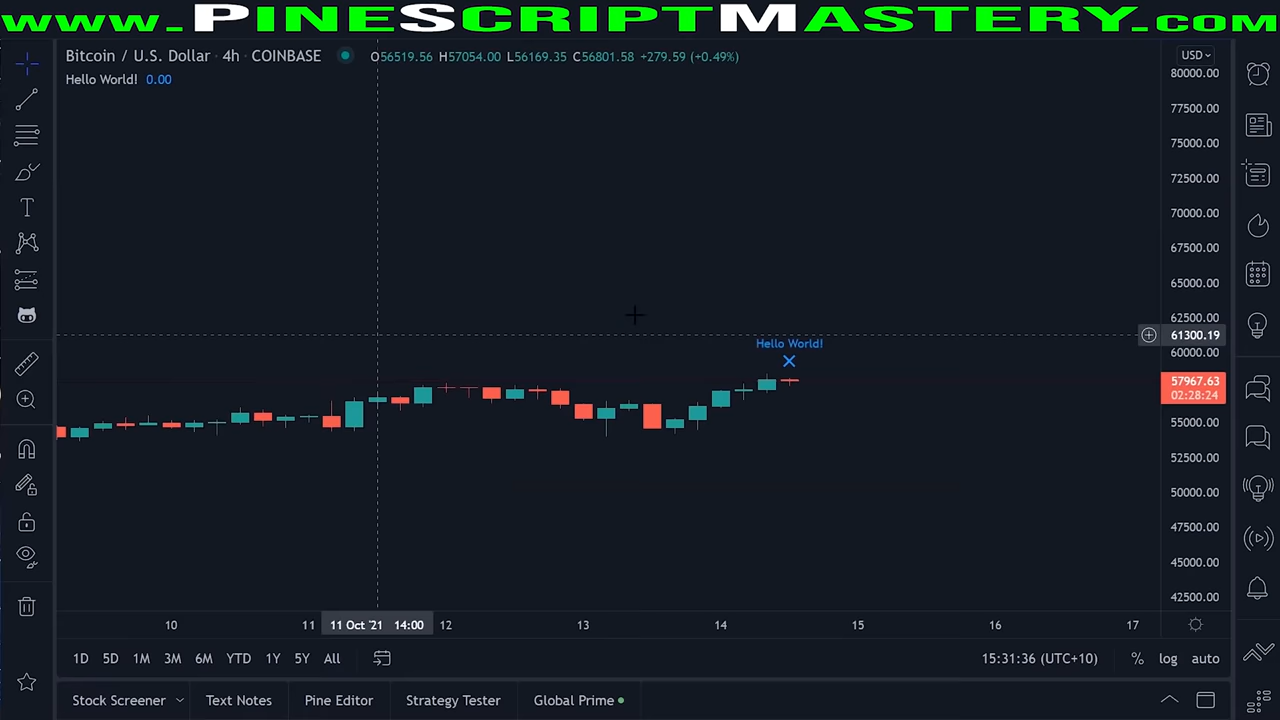 www.PineScriptMastery.com
Bitcoin / U.S. Dollar 4h COINBASE O56519.56 H57054.00 L56169.35 C56801.58 +279.59 (+0.49%)
Hello World! 0.00
USD
80000.00
77500.00
75000.00
72500.00
70000.00
67500.00
65000.00
62500.00
61300.19
60000.00
57967.63
02:28:24
55000.00
52500.00
50000.00
47500.00
45000.00
42500.00
Hello World!
10 11 11 Oct '21 14:00 12 13 14 15 16 17
1D 5D 1M 3M 6M YTD 1Y 5Y All 15:31:36 (UTC+10) % log auto
Stock Screener Text Notes Pine Editor Strategy Tester Global Prime
T